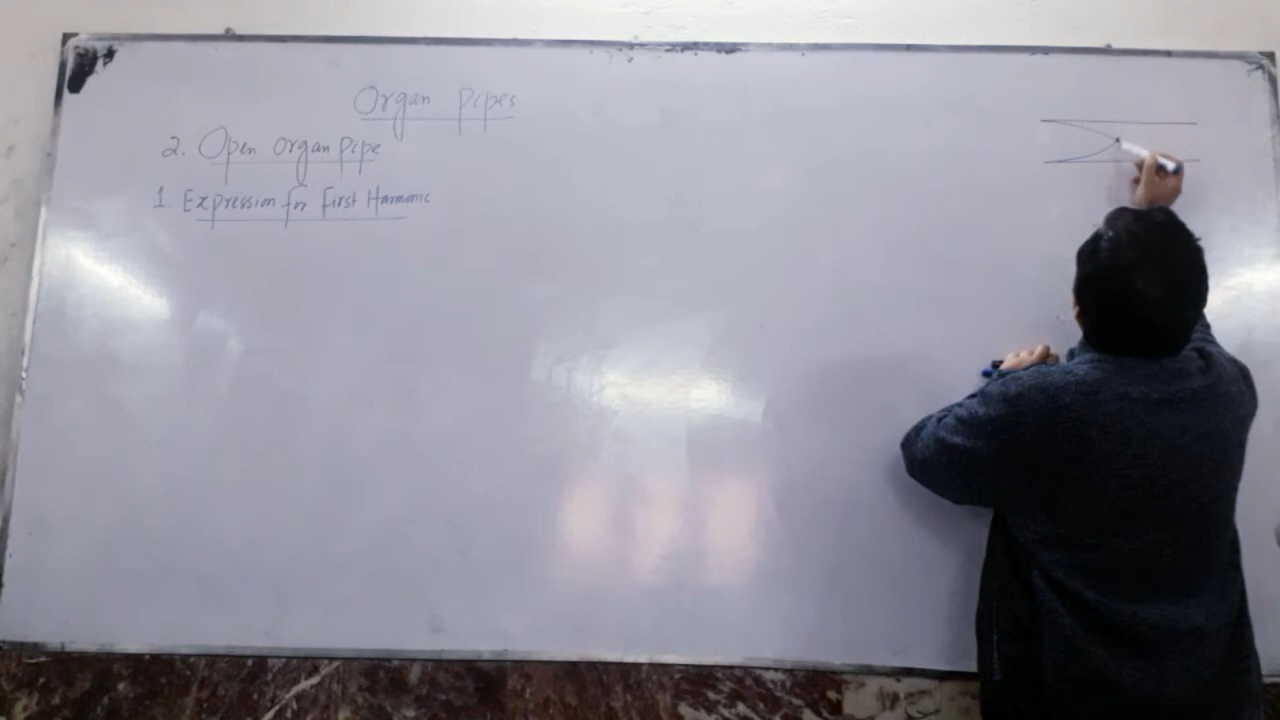 Organ Pipes
2. Open Organ Pipe
1. Expression for First Harmonic